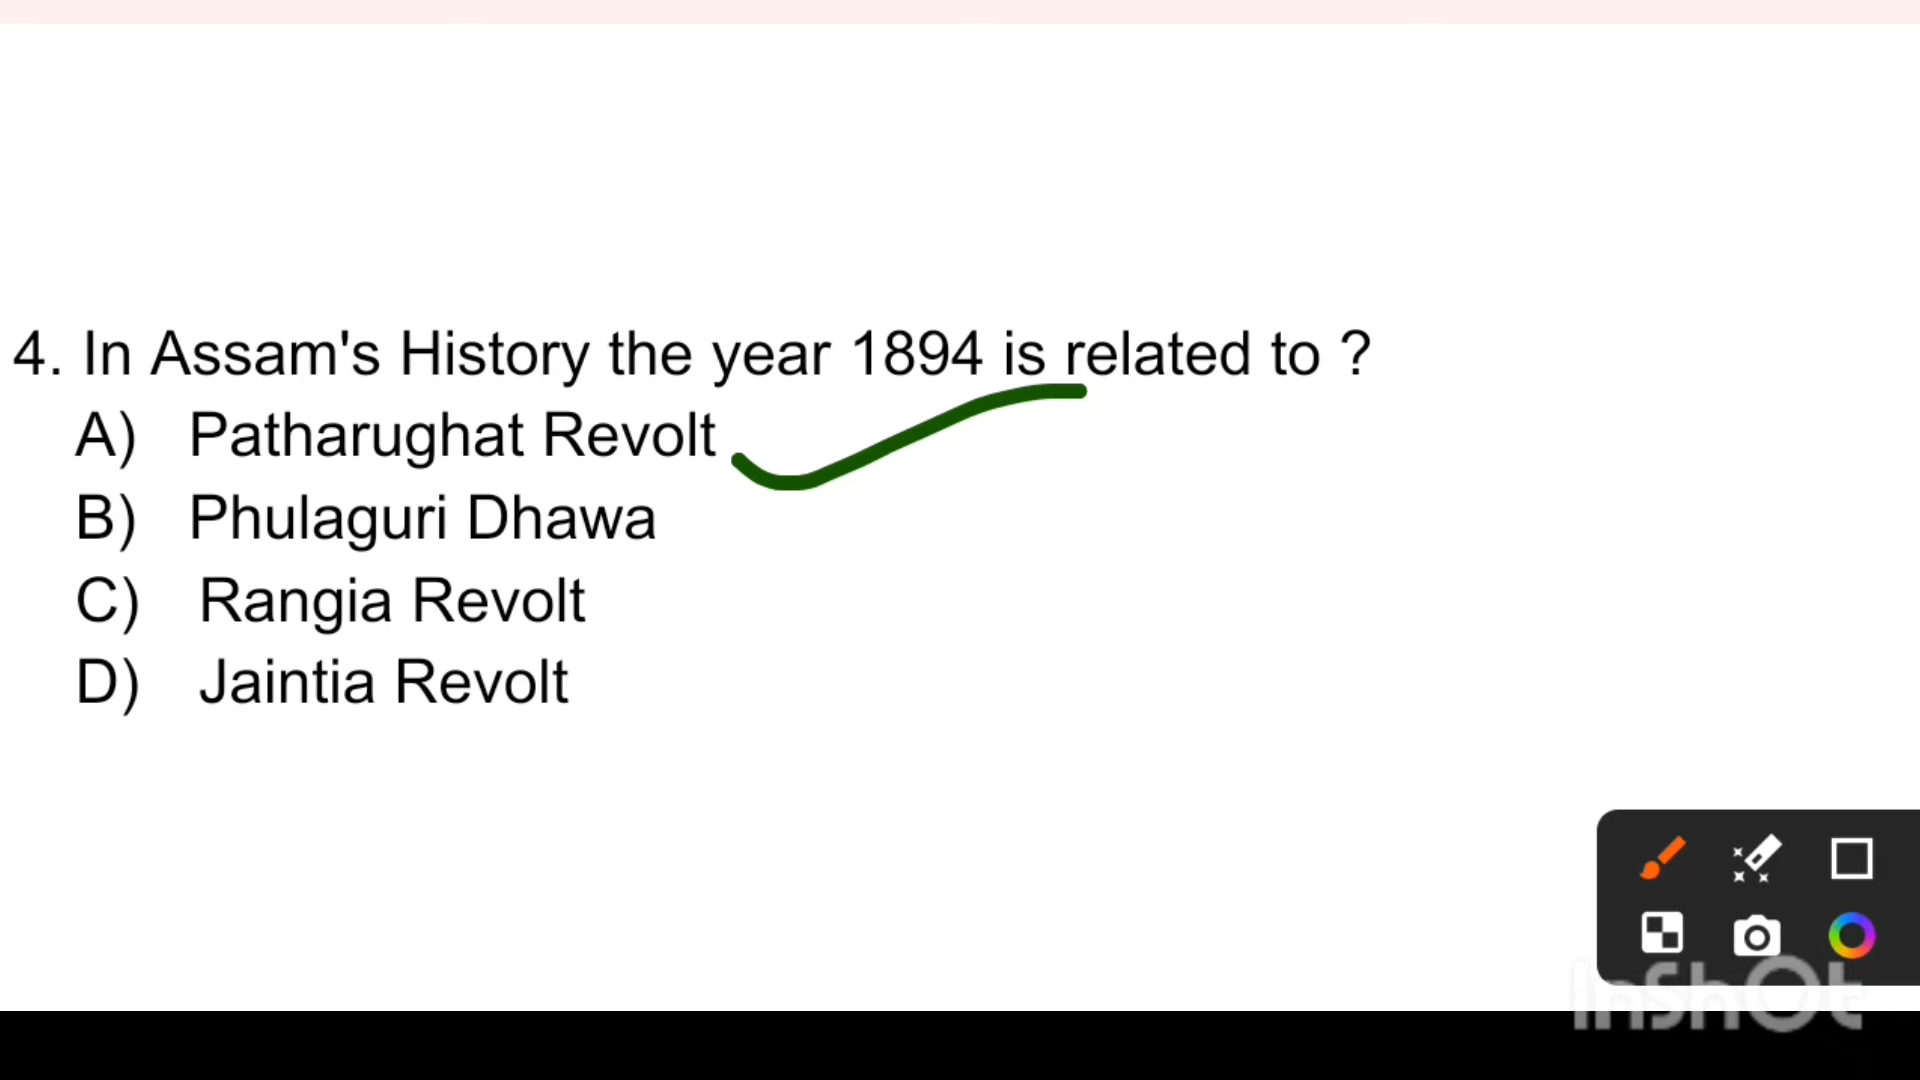 4. In Assam's History the year 1894 is related to ?
A) Patharughat Revolt
B) Phulaguri Dhawa
C) Rangia Revolt
D) Jaintia Revolt
InShOt